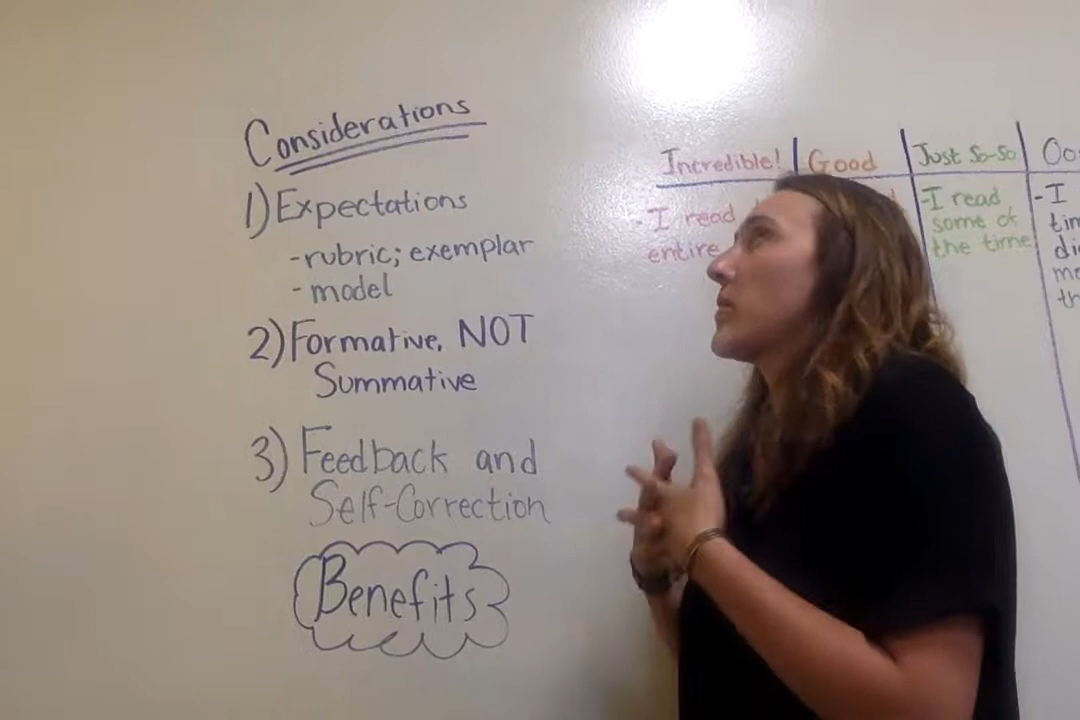 Considerations
1) Expectations
- rubric; exemplar
- model
2) Formative, NOT
Summative
3) Feedback and
Self-Correction
Benefits
Incredible! Good Just So-So
- I read
entire
- I read
some of
the time
- I